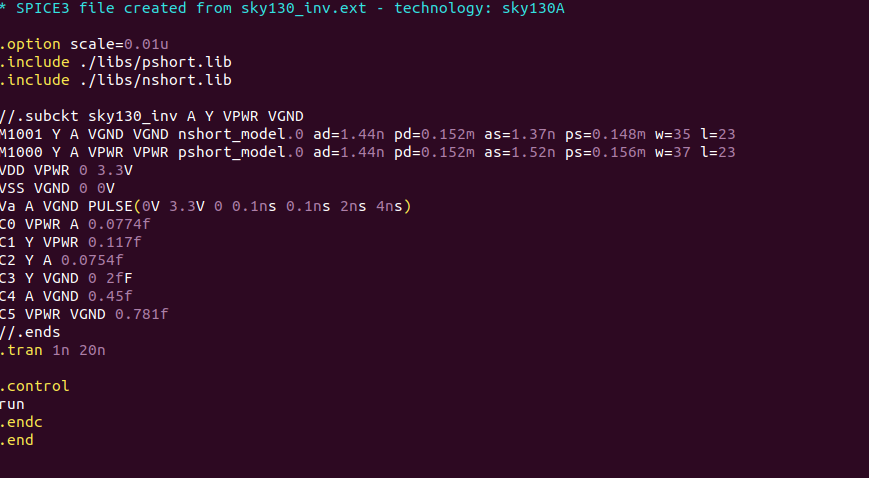 * SPICE3 file created from sky130_inv.ext - technology: sky130A
.option scale=0.01u
.include ./libs/pshort.lib
.include ./libs/nshort.lib
//.subckt sky130_inv A Y VPWR VGND
M1001 Y A VGND VGND nshort_model.0 ad=1.44n pd=0.152m as=1.37n ps=0.148m w=35 l=23
M1000 Y A VPWR VPWR pshort_model.0 ad=1.44n pd=0.152m as=1.52n ps=0.156m w=37 l=23
VDD VPWR 0 3.3V
VSS VGND 0 0V
Va A VGND PULSE(0V 3.3V 0 0.1ns 0.1ns 2ns 4ns)
C0 VPWR A 0.0774f
C1 Y VPWR 0.117f
C2 Y A 0.0754f
C3 Y VGND 0 2fF
C4 A VGND 0.45f
C5 VPWR VGND 0.781f
//.ends
.tran 1n 20n
.control
run
.endc
.end